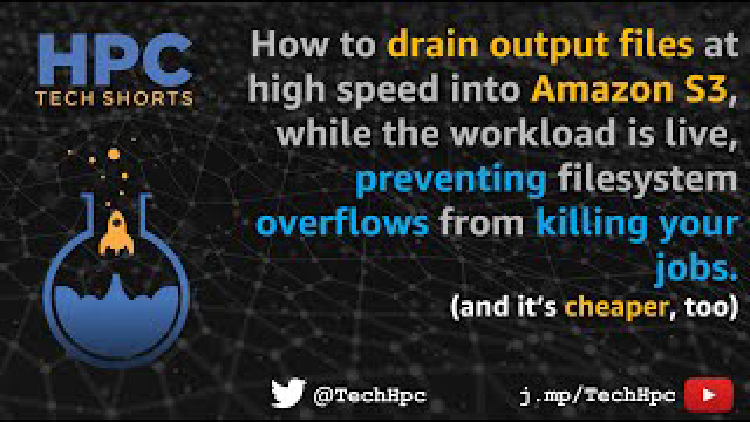 HPC
TECH SHORTS
How to drain output files at
high speed into Amazon S3,
while the workload is live,
preventing filesystem
overflows from killing your
jobs.
(and it's cheaper, too)
@TechHpc
j.mp/TechHpc